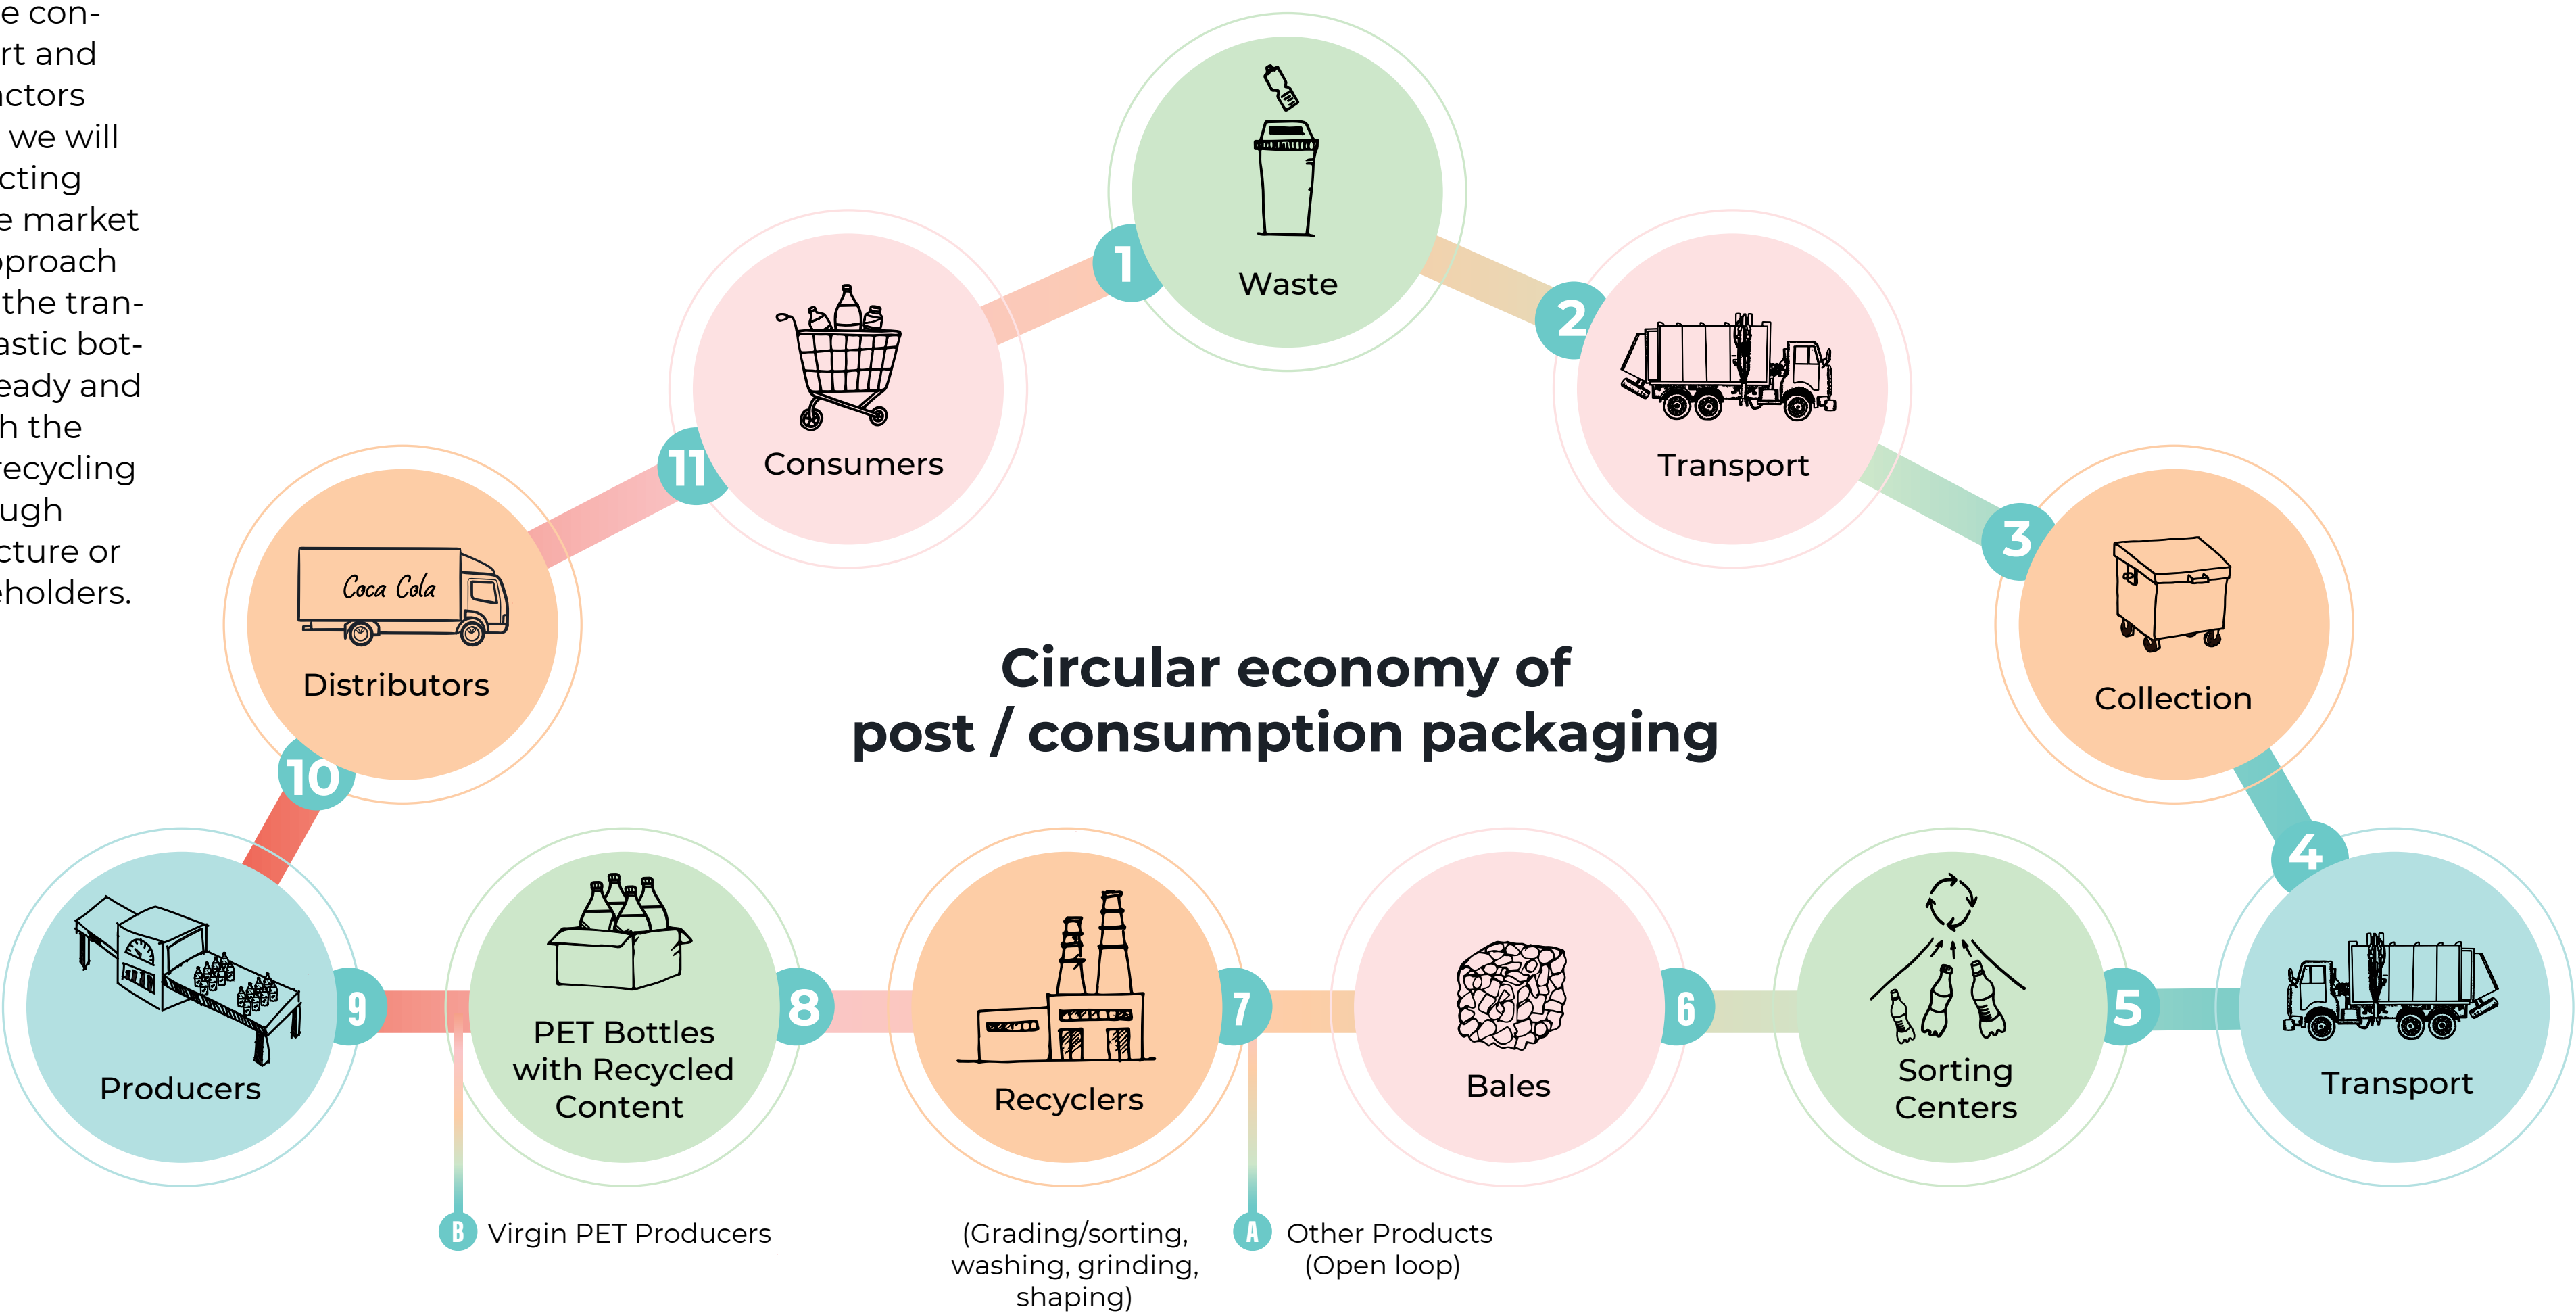 e con-
rt and
actors
we will
cting
e market
pproach
the tran-
astic bot-
eady and
h the
recycling
ugh
cture or
eholders.
1
Waste
2
Transport
3
Collection
4
Transport
5
Sorting
Centers
6
Bales
7
A
Other Products
(Open loop)
Recyclers
(Grading/sorting,
washing, grinding,
shaping)
8
PET Bottles
with Recycled
Content
B
Virgin PET Producers
9
Producers
10
Coca Cola
Distributors
11
Consumers
Circular economy of
post / consumption packaging